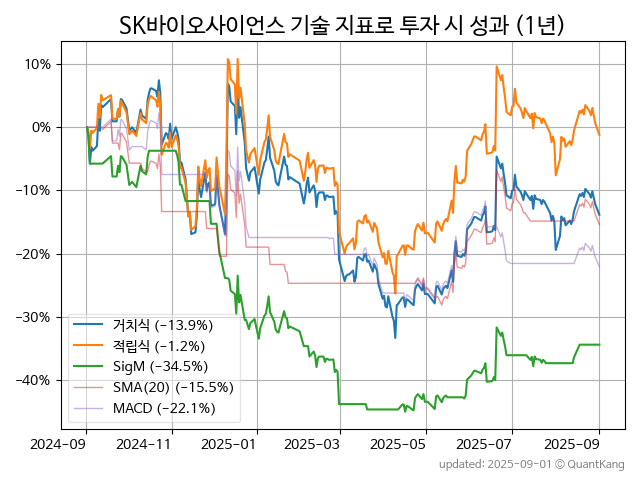 SK바이오사이언스 기술 지표로 투자 시 성과 (1년)
10%
0%
−10%
−20%
−30%
−40%
거치식 (−13.9%)
적립식 (−1.2%)
SigM (−34.5%)
SMA(20) (−15.5%)
MACD (−22.1%)
2024-09 2024-11 2025-01 2025-03 2025-05 2025-07 2025-09
updated: 2025-09-01 © QuantKang